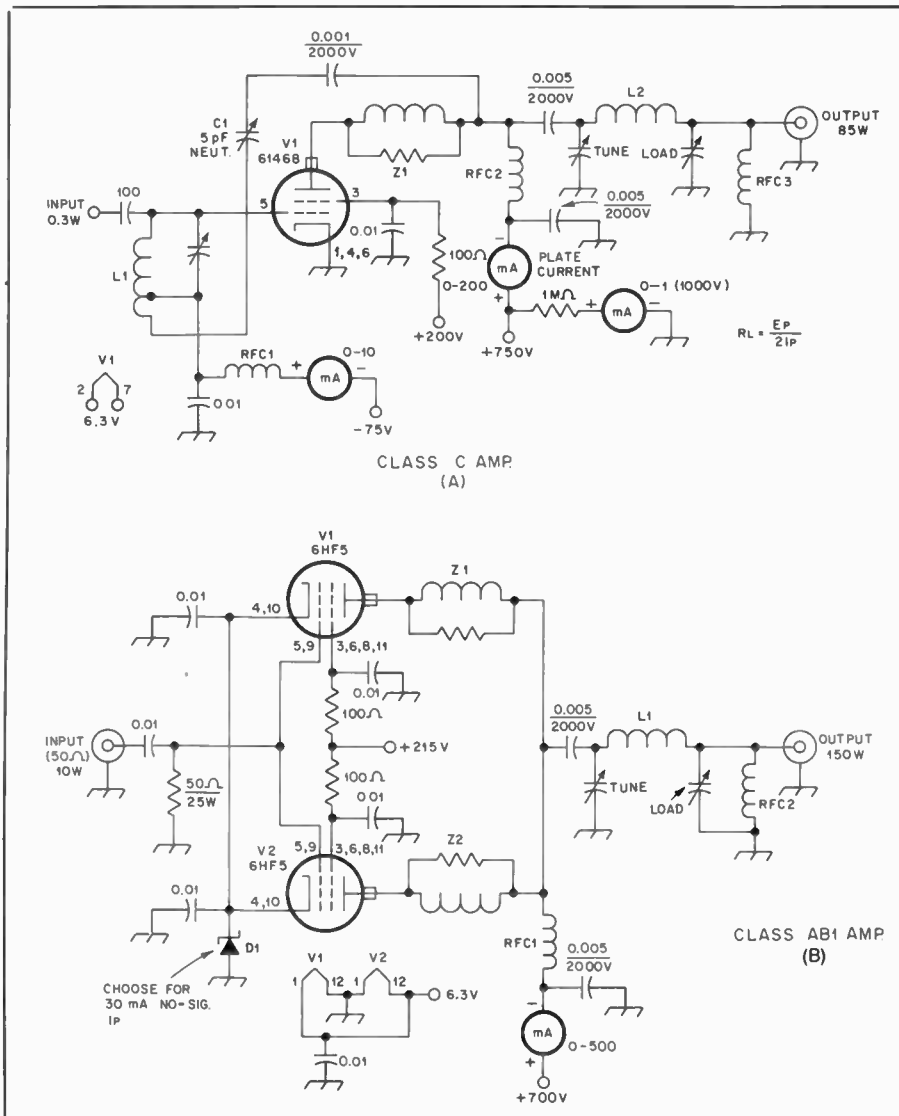 0.001
2000V
C1
5pF
NEUT.
V1
6146B
Z1
0.005
2000V
L2
OUTPUT
85W
TUNE
LOAD
RFC2
RFC3
INPUT
0.3W
100
5
3
0.01
1,4,6
100Ω
0.005
2000V
L1
0-200
mA
PLATE
CURRENT
-
+
+200V
1MΩ
+
0-1 (1000V)
mA
-
+750V
RL = EP
2IP
V1
2
7
6.3V
RFC1
+
0-10
mA
-
0.01
-75V
CLASS C AMP.
(A)
V1
6HF5
Z1
0.01
4,10
5,9
3,6,8,11
0.01
100Ω
INPUT
(50Ω)
10W
0.01
50Ω
25W
+215V
100Ω
0.01
0.005
2000V
L1
OUTPUT
150W
TUNE
LOAD
RFC2
V2
6HF5
5,9
3,6,8,11
Z2
0.01
4,10
D1
CHOOSE FOR
30 mA NO-SIG.
IP
V1
V2
1
12
1
12
6.3V
0.01
RFC1
0.005
2000V
CLASS AB1 AMP.
(B)
-
mA
0-500
+
+700V